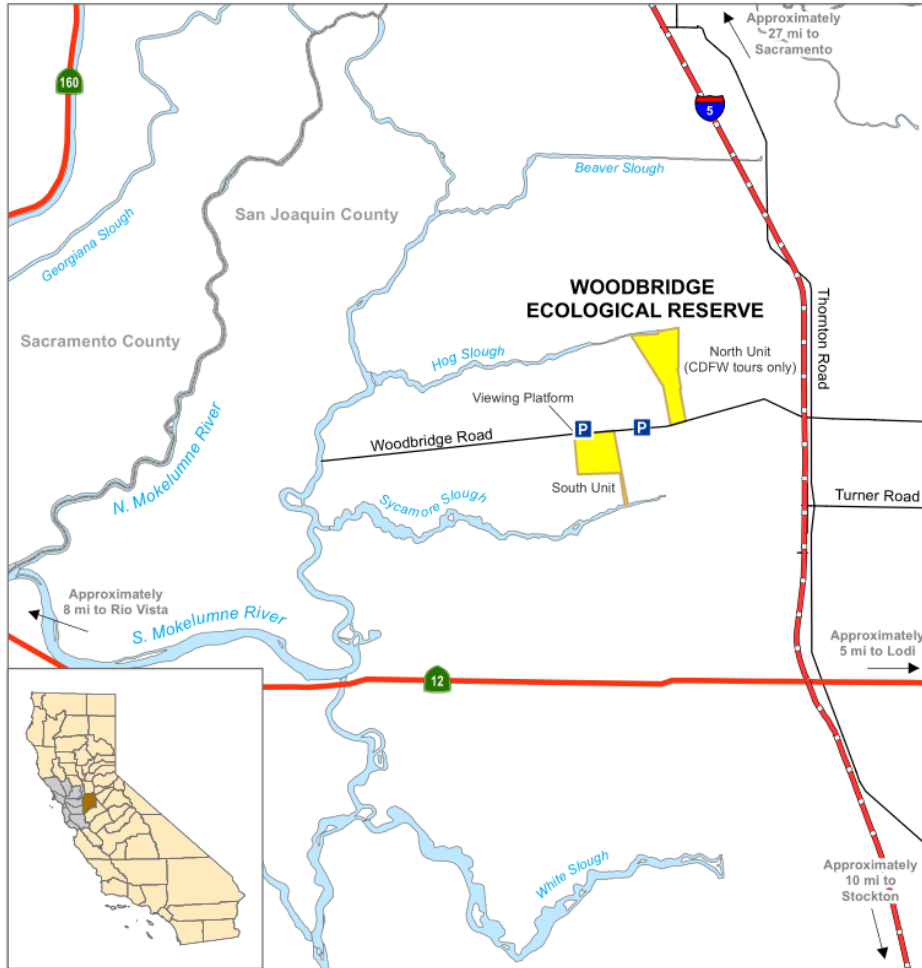 Approximately
27 mi to
Sacramento
160
5
Beaver Slough
San Joaquin County
Georgiana Slough
WOODBRIDGE
ECOLOGICAL RESERVE
Thornton Road
Sacramento County
Hog Slough
North Unit
(CDFW tours only)
Viewing Platform
P
P
Woodbridge Road
N. Mokelumne River
South Unit
Sycamore Slough
Turner Road
Approximately
8 mi to Rio Vista
S. Mokelumne River
Approximately
5 mi to Lodi
12
White Slough
Approximately
10 mi to
Stockton